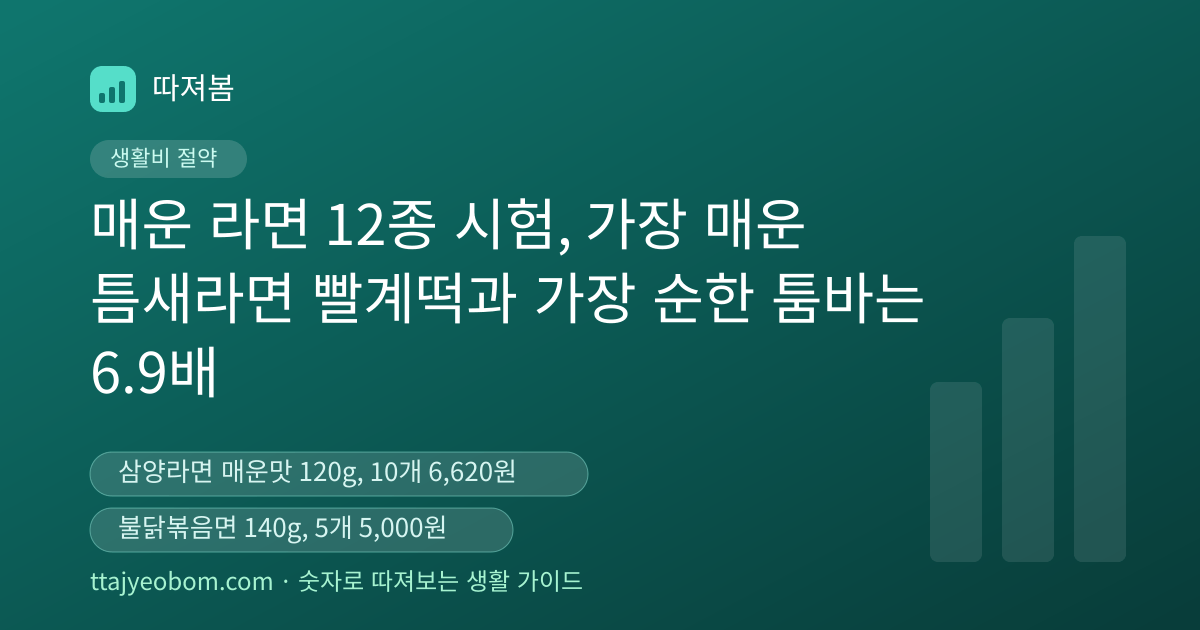 따져봄
생활비 절약
매운 라면 12종 시험, 가장 매운
틈새라면 빨계떡과 가장 순한 툼바는
6.9배
삼양라면 매운맛 120g, 10개 6,620원
불닭볶음면 140g, 5개 5,000원
ttajyeobom.com · 숫자로 따져보는 생활 가이드